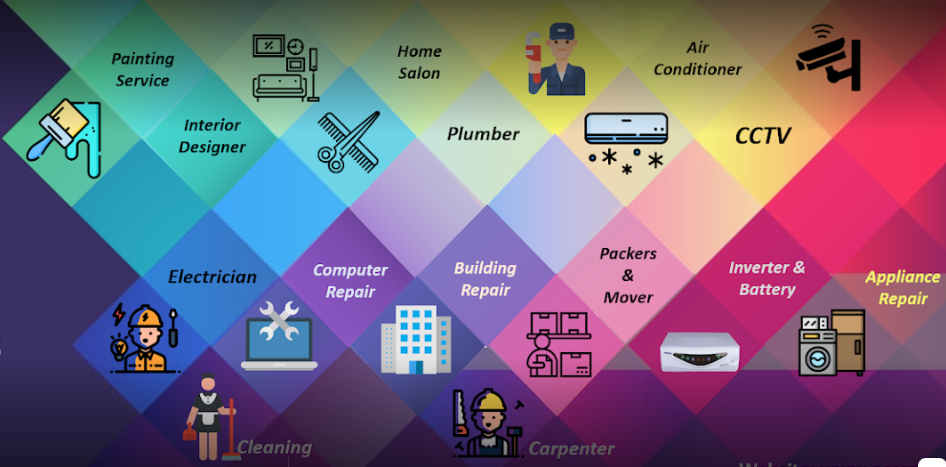 Painting
Service
Home
Salon
Air
Conditioner
Interior
Designer
Plumber
CCTV
Electrician
Computer
Repair
Building
Repair
Packers
&
Mover
Inverter &
Battery
Appliance
Repair
Cleaning
Carpenter